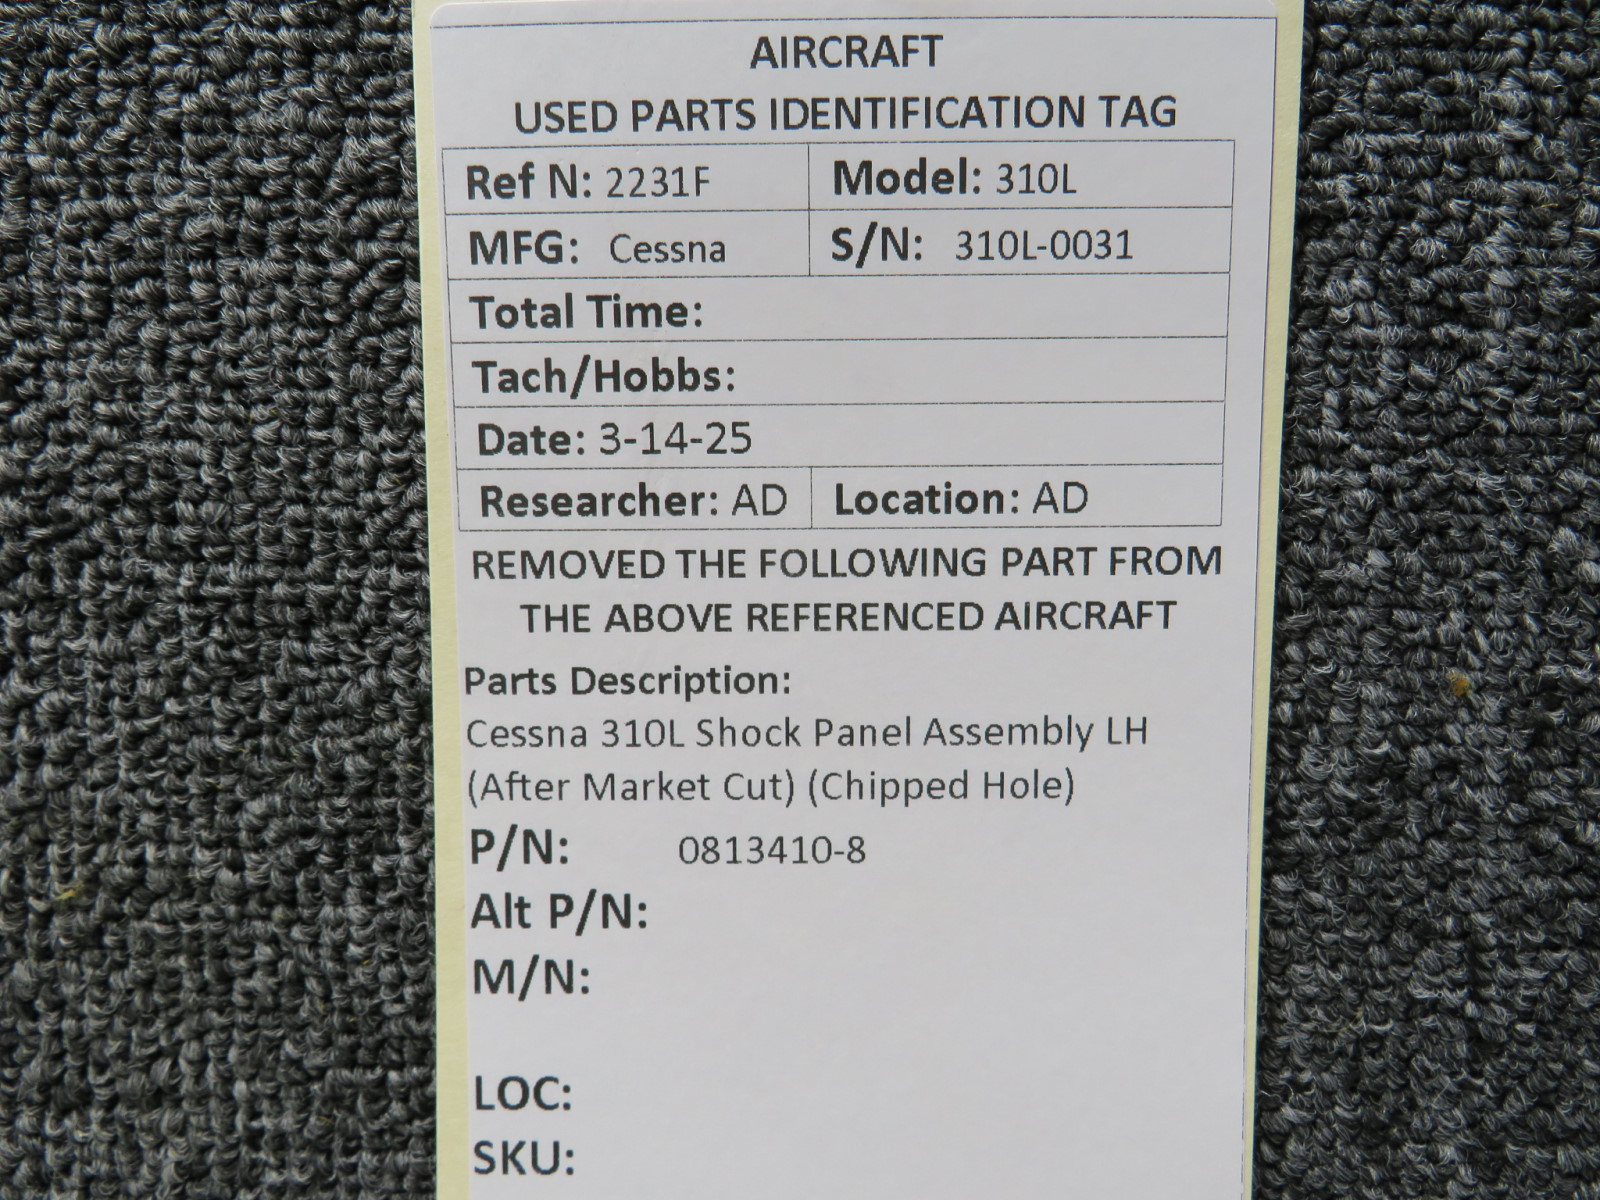 AIRCRAFT
USED PARTS IDENTIFICATION TAG
Ref N: 2231F Model: 310L
MFG: Cessna S/N: 310L-0031
Total Time:
Tach/Hobbs:
Date: 3-14-25
Researcher: AD Location: AD
REMOVED THE FOLLOWING PART FROM
THE ABOVE REFERENCED AIRCRAFT
Parts Description:
Cessna 310L Shock Panel Assembly LH
(After Market Cut) (Chipped Hole)
P/N: 0813410-8
Alt P/N:
M/N:
LOC:
SKU: